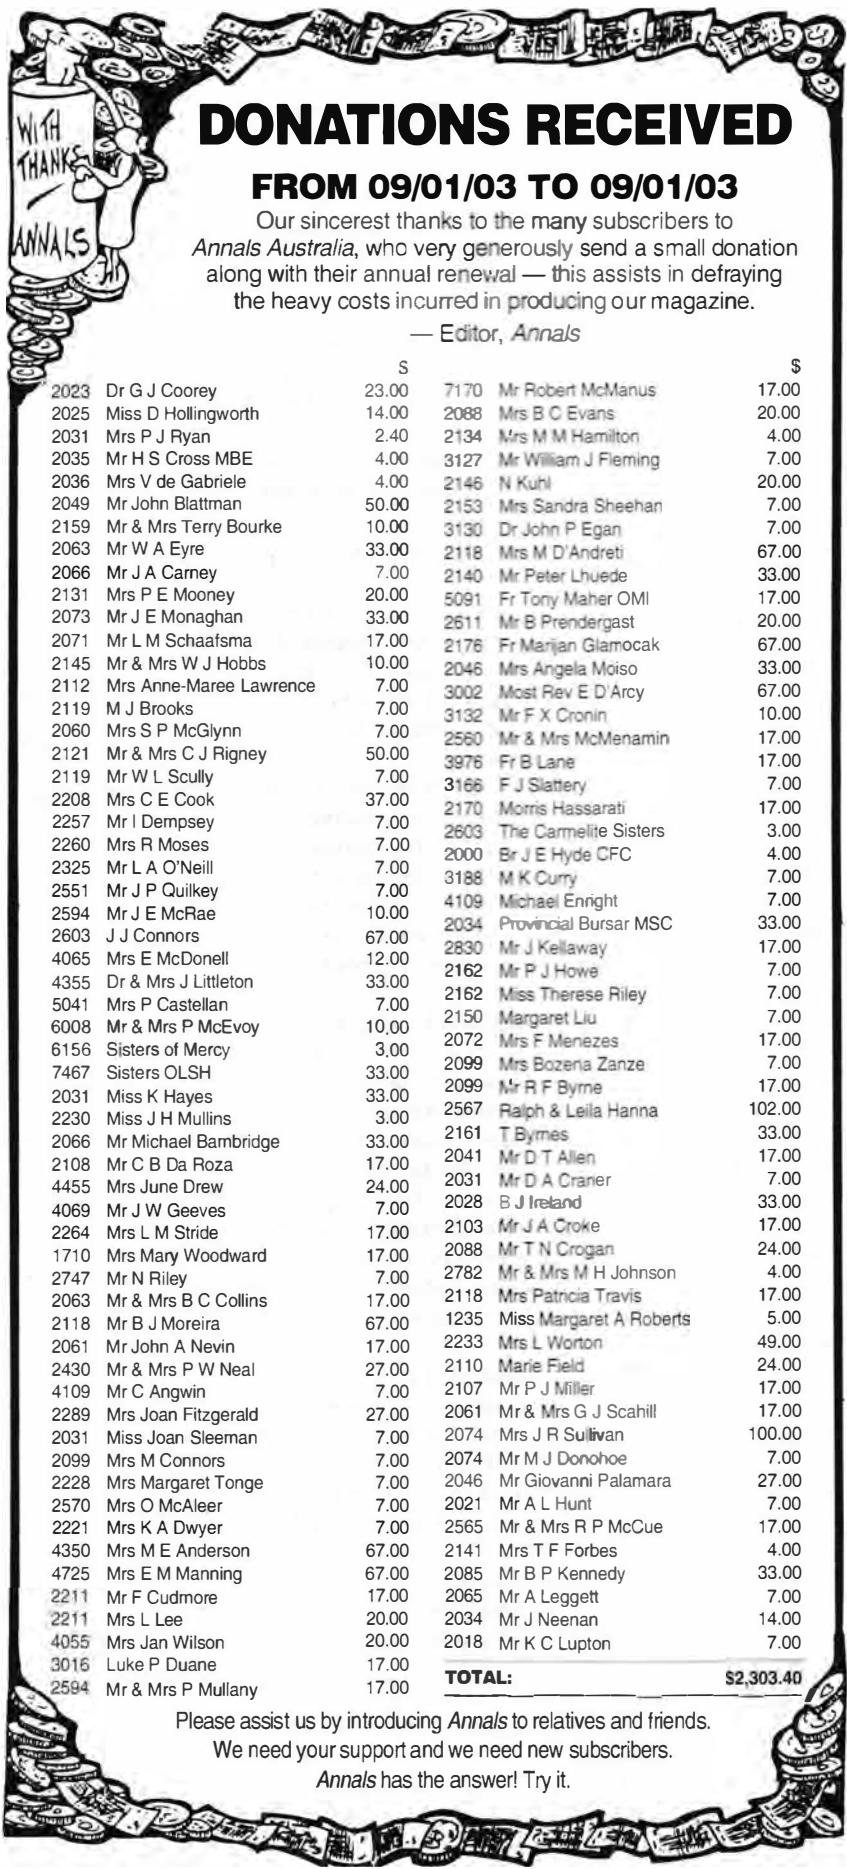 WITH
THANKS
ANNALS
DONATIONS RECEIVED
FROM 09/01/03 TO 09/01/03
Our sincerest thanks to the many subscribers to
Annals Australia, who very generously send a small donation
along with their annual renewal — this assists in defraying
the heavy costs incurred in producing our magazine.
— Editor, Annals
$
2023 Dr G J Coorey 23.00
2025 Miss D Hollingworth 14.00
2031 Mrs P J Ryan 2.40
2035 Mr H S Cross MBE 4.00
2036 Mrs V de Gabriele 4.00
2049 Mr John Blattman 50.00
2159 Mr & Mrs Terry Bourke 10.00
2063 Mr W A Eyre 33.00
2066 Mr J A Carney 7.00
2131 Mrs P E Mooney 20.00
2073 Mr J E Monaghan 33.00
2071 Mr L M Schaafsma 17.00
2145 Mr & Mrs W J Hobbs 10.00
2112 Mrs Anne-Maree Lawrence 7.00
2119 M J Brooks 7.00
2060 Mrs S P McGlynn 7.00
2121 Mr & Mrs C J Rigney 50.00
2119 Mr W L Scully 7.00
2208 Mrs C E Cook 37.00
2257 Mr I Dempsey 7.00
2260 Mrs R Moses 7.00
2325 Mr L A O'Neill 7.00
2551 Mr J P Quilkey 7.00
2594 Mr J E McRae 10.00
2603 J J Connors 67.00
4065 Mrs E McDonell 12.00
4355 Dr & Mrs J Littleton 33.00
5041 Mrs P Castellan 7.00
6008 Mr & Mrs P McEvoy 10.00
6156 Sisters of Mercy 3.00
7467 Sisters OLSH 33.00
2031 Miss K Hayes 33.00
2230 Miss J H Mullins 3.00
2066 Mr Michael Bambridge 33.00
2108 Mr C B Da Roza 17.00
4455 Mrs June Drew 24.00
4069 Mr J W Geeves 7.00
2264 Mrs L M Stride 17.00
1710 Mrs Mary Woodward 17.00
2747 Mr N Riley 7.00
2063 Mr & Mrs B C Collins 17.00
2118 Mr B J Moreira 67.00
2061 Mr John A Nevin 17.00
2430 Mr & Mrs P W Neal 27.00
4109 Mr C Angwin 7.00
2289 Mrs Joan Fitzgerald 27.00
2031 Miss Joan Sleeman 7.00
2099 Mrs M Connors 7.00
2228 Mrs Margaret Tonge 7.00
2570 Mrs O McAleer 7.00
2221 Mrs K A Dwyer 7.00
4350 Mrs M E Anderson 67.00
4725 Mrs E M Manning 67.00
2211 Mr F Cudmore 17.00
2211 Mrs L Lee 20.00
4055 Mrs Jan Wilson 20.00
3016 Luke P Duane 17.00
2594 Mr & Mrs P Mullany 17.00
$
7170 Mr Robert McManus 17.00
2088 Mrs B C Evans 20.00
2134 Mrs M M Hamilton 4.00
3127 Mr William J Fleming 7.00
2146 N Kuhl 20.00
2153 Mrs Sandra Sheehan 7.00
3130 Dr John P Egan 7.00
2118 Mrs M D'Andreti 67.00
2140 Mr Peter Lhuede 33.00
5091 Fr Tony Maher OMI 17.00
2611 Mr B Prendergast 20.00
2176 Fr Marijan Glamocak 67.00
2046 Mrs Angela Moiso 33.00
3002 Most Rev E D'Arcy 67.00
3132 Mr F X Cronin 10.00
2560 Mr & Mrs McMenamin 17.00
3976 Fr B Lane 17.00
3166 F J Slattery 7.00
2170 Morris Hassarati 17.00
2603 The Carmelite Sisters 3.00
2000 Br J E Hyde CFC 4.00
3188 M K Curry 7.00
4109 Michael Enright 7.00
2034 Provincial Bursar MSC 33.00
2830 Mr J Kellaway 17.00
2162 Mr P J Howe 7.00
2162 Miss Therese Riley 7.00
2150 Margaret Liu 7.00
2072 Mrs F Menezes 17.00
2099 Mrs Bozena Zanze 7.00
2099 Mr R F Byrne 17.00
2567 Ralph & Leila Hanna 102.00
2161 T Byrnes 33.00
2041 Mr D T Allen 17.00
2031 Mr D A Craner 7.00
2028 B J Ireland 33.00
2103 Mr J A Croke 17.00
2088 Mr T N Crogan 24.00
2782 Mr & Mrs M H Johnson 4.00
2118 Mrs Patricia Travis 17.00
1235 Miss Margaret A Roberts 5.00
2233 Mrs L Worton 49.00
2110 Marie Field 24.00
2107 Mr P J Miller 17.00
2061 Mr & Mrs G J Scahill 17.00
2074 Mrs J R Sullivan 100.00
2074 Mr M J Donohoe 7.00
2046 Mr Giovanni Palamara 27.00
2021 Mr A L Hunt 7.00
2565 Mr & Mrs R P McCue 17.00
2141 Mrs T F Forbes 4.00
2085 Mr B P Kennedy 33.00
2065 Mr A Leggett 7.00
2034 Mr J Neenan 14.00
2018 Mr K C Lupton 7.00
TOTAL: $2,303.40
Please assist us by introducing Annals to relatives and friends.
We need your support and we need new subscribers.
Annals has the answer! Try it.